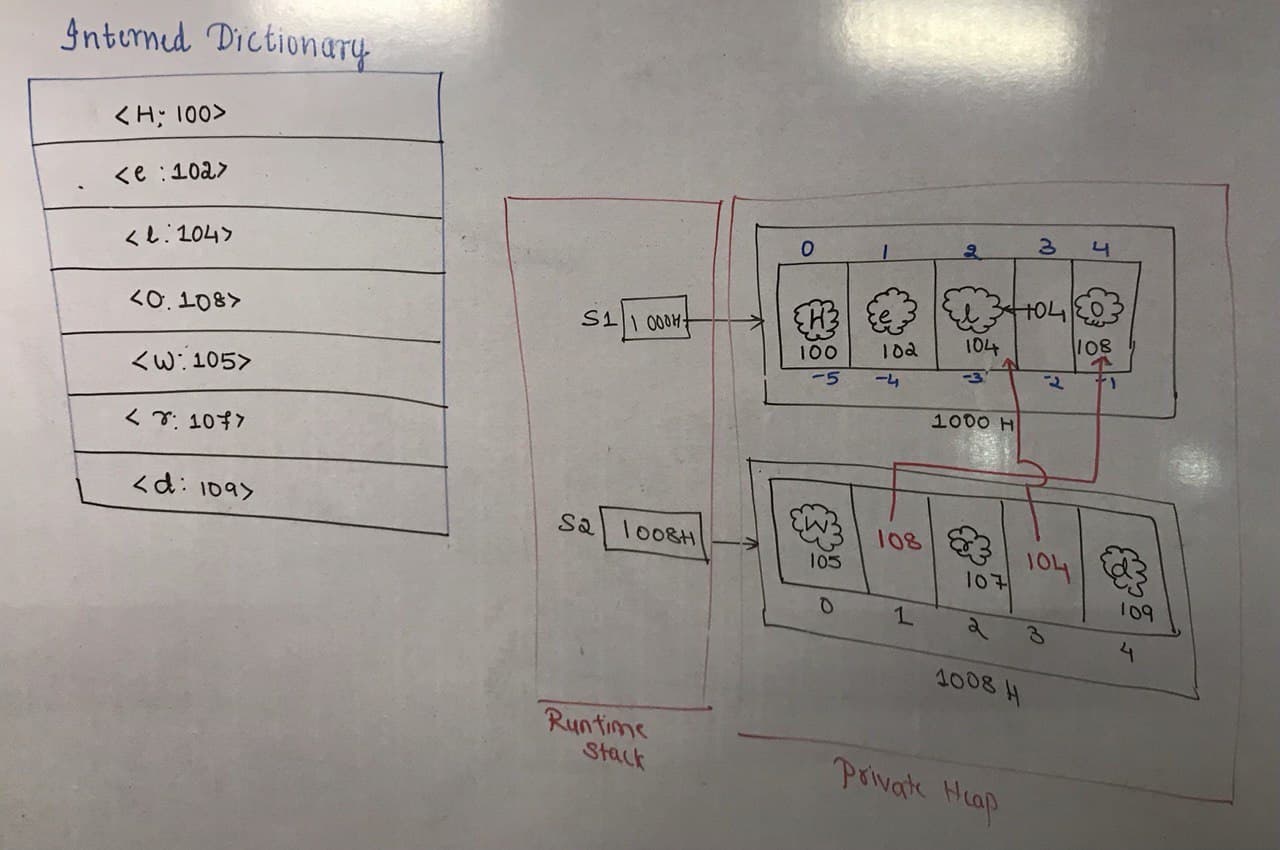 Interned Dictionary
<H: 100>
<e : 102>
<l : 104>
<o: 108>
<w: 105>
<r: 107>
<d: 109>
0 1 2 3 4
S1 1000H
H e l 104 o
100 102 104 108
-5 -4 -3 -2 -1
1000 H
S2 1008H
W 108 r 104 d
105 107 109
0 1 2 3 4
1008 H
Runtime
Stack
Private Heap